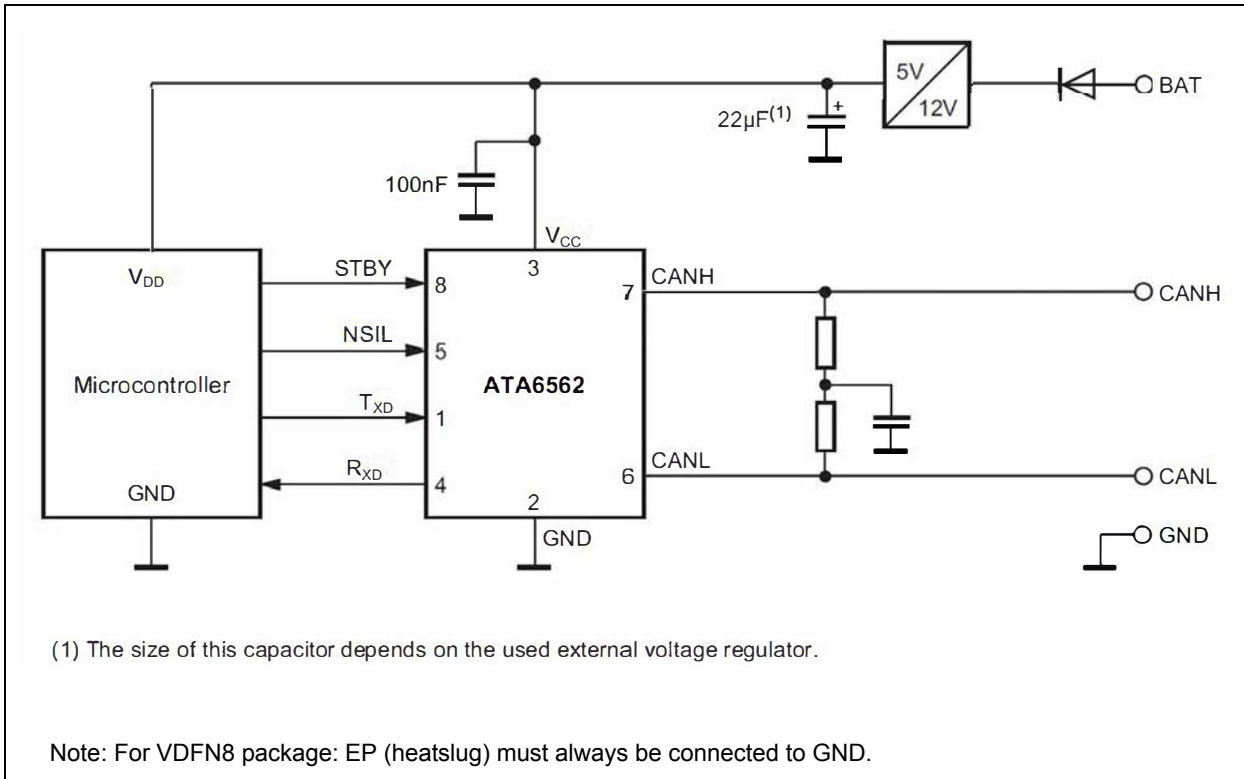 5V
12V
BAT
22µF(1)
+
100nF
VCC
VDD
STBY
3
8
7
CANH
CANH
NSIL
5
Microcontroller
ATA6562
TXD
1
RXD
4
6
CANL
CANL
GND
2
GND
GND
(1) The size of this capacitor depends on the used external voltage regulator.
Note: For VDFN8 package: EP (heatslug) must always be connected to GND.